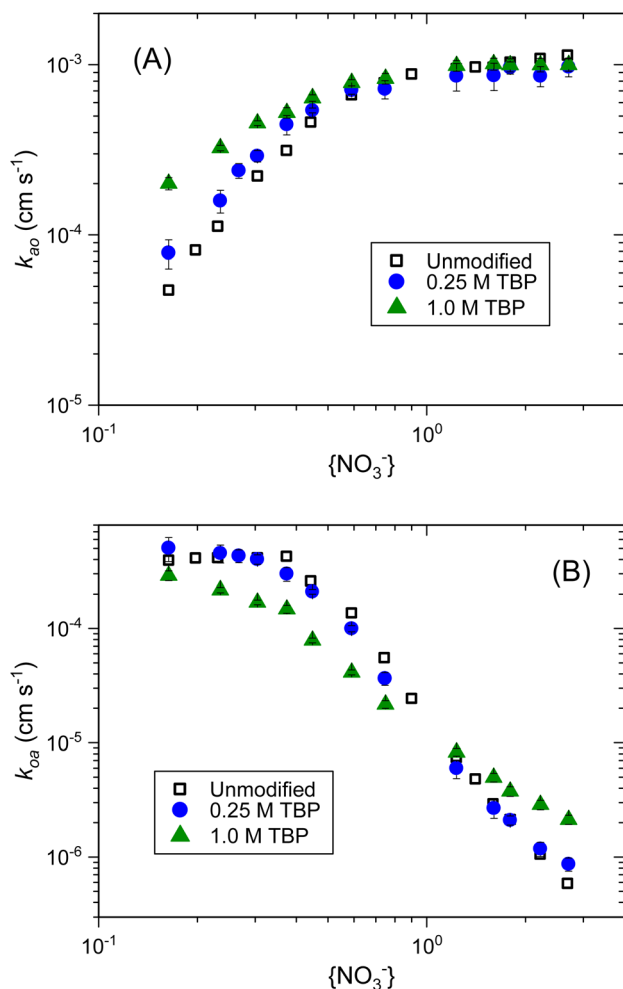 (A)
10⁻³
10⁻⁴
10⁻⁵
k_ao (cm s⁻¹)
Unmodified
0.25 M TBP
1.0 M TBP
10⁻¹
10⁰
{NO₃⁻}
(B)
10⁻⁴
10⁻⁵
10⁻⁶
k_oa (cm s⁻¹)
Unmodified
0.25 M TBP
1.0 M TBP
10⁻¹
10⁰
{NO₃⁻}